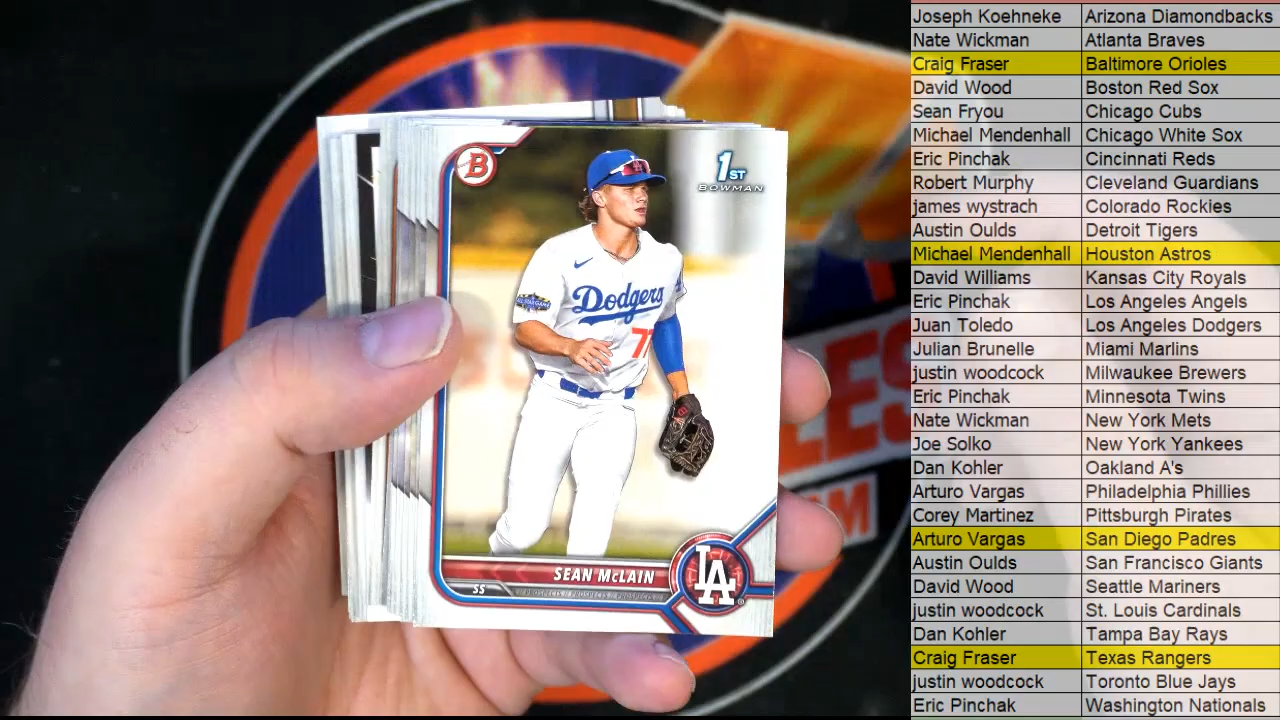 B
1ST
BOWMAN
ALL STAR GAME
Dodgers
77
SEAN McLAIN
SS
// PROSPECTS // PROSPECTS // PROSPECTS //
LA
Joseph Koehneke Arizona Diamondbacks
Nate Wickman Atlanta Braves
Craig Fraser Baltimore Orioles
David Wood Boston Red Sox
Sean Fryou Chicago Cubs
Michael Mendenhall Chicago White Sox
Eric Pinchak Cincinnati Reds
Robert Murphy Cleveland Guardians
james wystrach Colorado Rockies
Austin Oulds Detroit Tigers
Michael Mendenhall Houston Astros
David Williams Kansas City Royals
Eric Pinchak Los Angeles Angels
Juan Toledo Los Angeles Dodgers
Julian Brunelle Miami Marlins
justin woodcock Milwaukee Brewers
Eric Pinchak Minnesota Twins
Nate Wickman New York Mets
Joe Solko New York Yankees
Dan Kohler Oakland A's
Arturo Vargas Philadelphia Phillies
Corey Martinez Pittsburgh Pirates
Arturo Vargas San Diego Padres
Austin Oulds San Francisco Giants
David Wood Seattle Mariners
justin woodcock St. Louis Cardinals
Dan Kohler Tampa Bay Rays
Craig Fraser Texas Rangers
justin woodcock Toronto Blue Jays
Eric Pinchak Washington Nationals